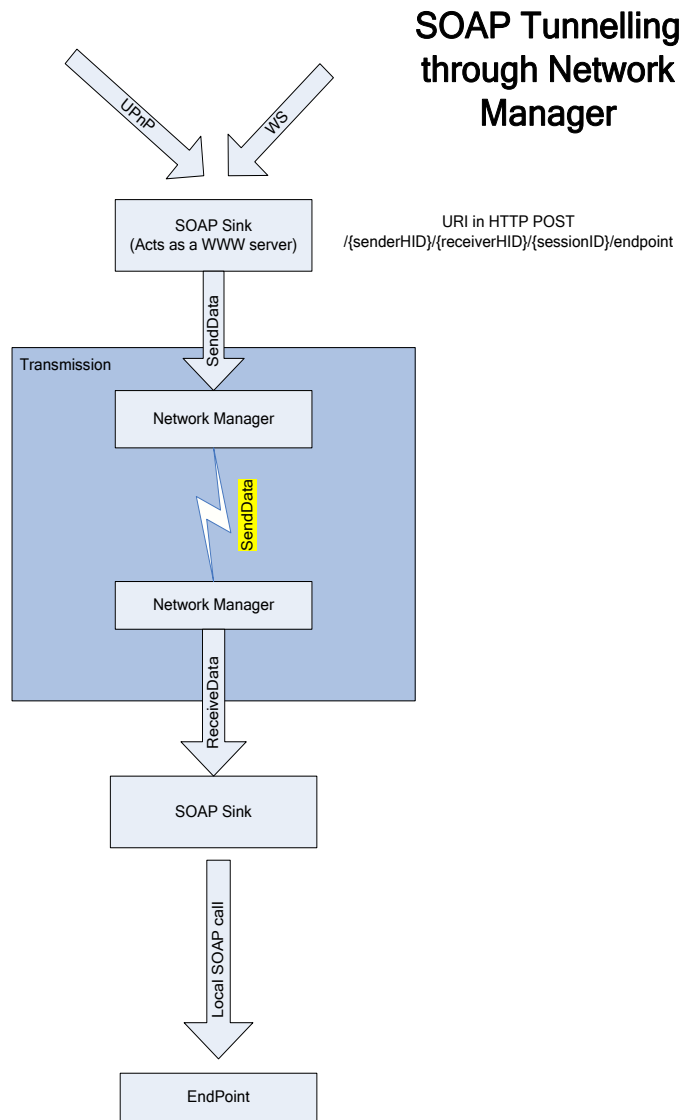 SOAP Tunnelling
through Network
Manager
UPnP
WS
SOAP Sink
(Acts as a WWW server)
URI in HTTP POST
/{senderHID}/{receiverHID}/{sessionID}/endpoint
SendData
Transmission
Network Manager
SendData
Network Manager
ReceiveData
SOAP Sink
Local SOAP call
EndPoint